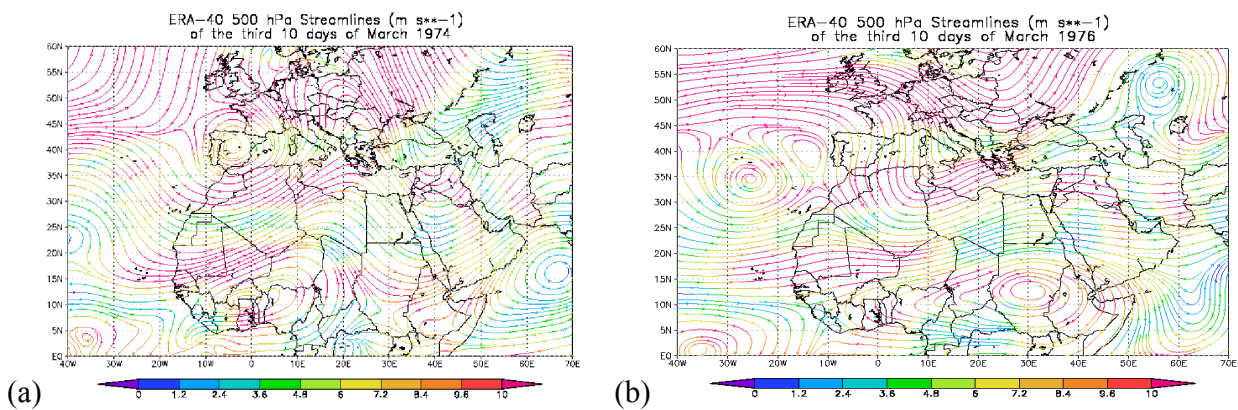 ERA-40 500 hPa Streamlines (m s**-1)
of the third 10 days of March 1974
60N
55N
50N
45N
40N
35N
30N
25N
20N
15N
10N
5N
EQ
40W 30W 20W 10W 0 10E 20E 30E 40E 50E 60E 70E
(a)
0 1.2 2.4 3.6 4.8 6 7.2 8.4 9.6 10
ERA-40 500 hPa Streamlines (m s**-1)
of the third 10 days of March 1976
60N
55N
50N
45N
40N
35N
30N
25N
20N
15N
10N
5N
EQ
40W 30W 20W 10W 0 10E 20E 30E 40E 50E 60E 70E
(b)
0 1.2 2.4 3.6 4.8 6 7.2 8.4 9.6 10